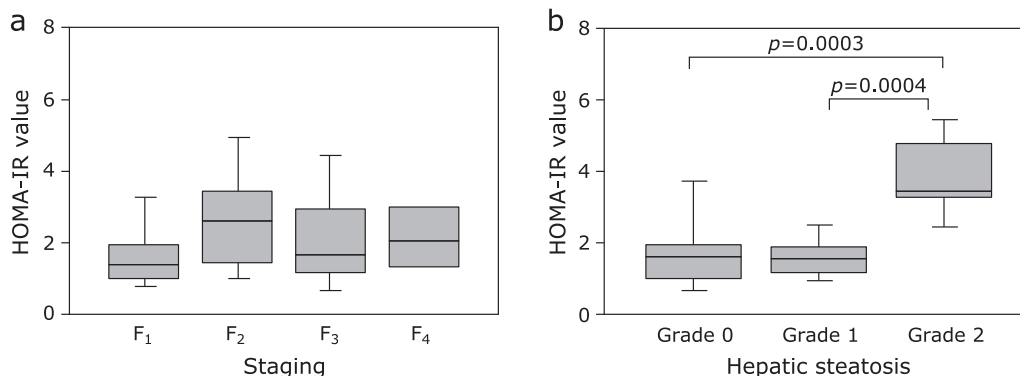 a
8
6
4
2
0
HOMA-IR value
F1 F2 F3 F4
Staging
b
8
6
4
2
0
HOMA-IR value
p=0.0003
p=0.0004
Grade 0 Grade 1 Grade 2
Hepatic steatosis